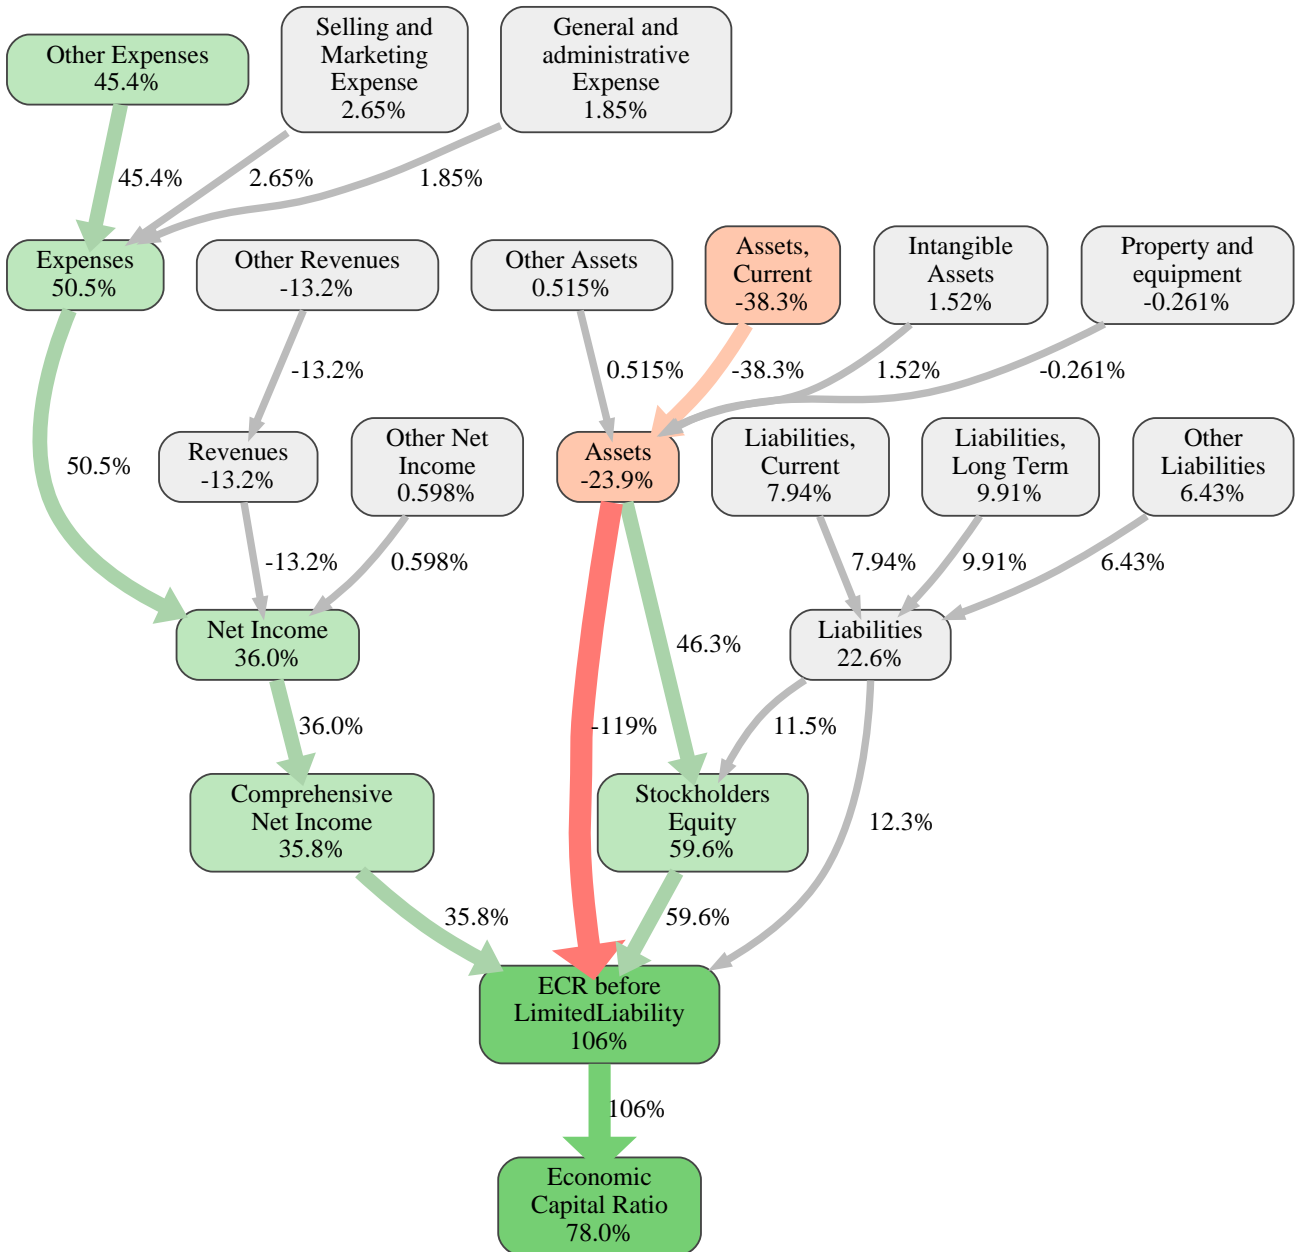 Other Expenses
45.4%
Selling and
Marketing
Expense
2.65%
General and
administrative
Expense
1.85%
45.4%
2.65%
1.85%
Expenses
50.5%
Other Revenues
-13.2%
Other Assets
0.515%
Assets,
Current
-38.3%
Intangible
Assets
1.52%
Property and
equipment
-0.261%
-13.2%
0.515%
-38.3%
1.52%
-0.261%
50.5%
Revenues
-13.2%
Other Net
Income
0.598%
Assets
-23.9%
Liabilities,
Current
7.94%
Liabilities,
Long Term
9.91%
Other
Liabilities
6.43%
-13.2%
0.598%
7.94%
9.91%
6.43%
Net Income
36.0%
46.3%
Liabilities
22.6%
36.0%
-119%
11.5%
Comprehensive
Net Income
35.8%
Stockholders
Equity
59.6%
12.3%
35.8%
59.6%
ECR before
LimitedLiability
106%
106%
Economic
Capital Ratio
78.0%